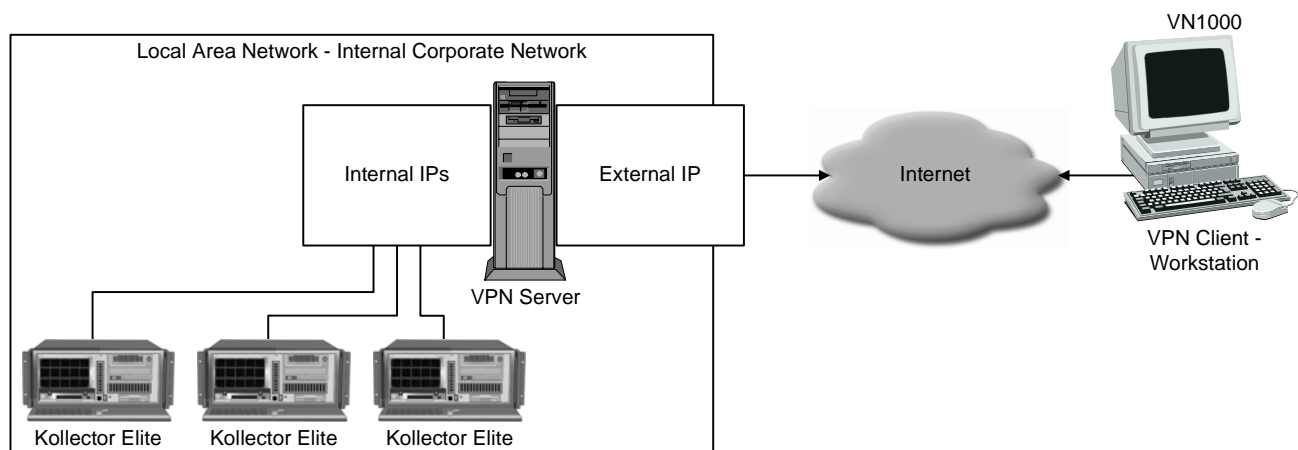 VN1000
Local Area Network - Internal Corporate Network
Internal IPs
External IP
Internet
VPN Client -
Workstation
VPN Server
Kollector Elite
Kollector Elite
Kollector Elite